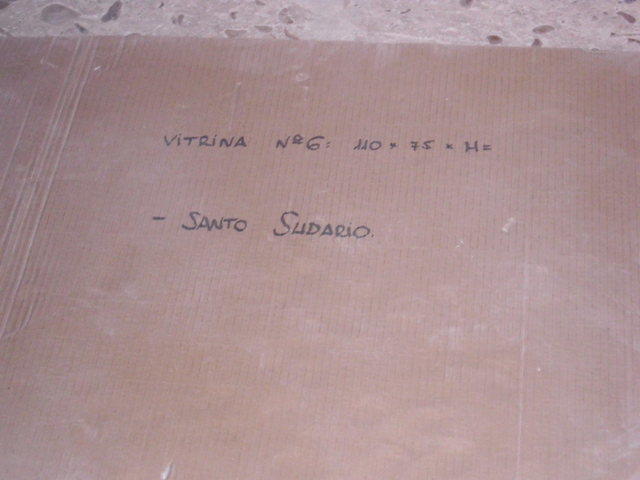 VITRINA Nº6: 110 x 75 x H=
- SANTO SUDARIO.